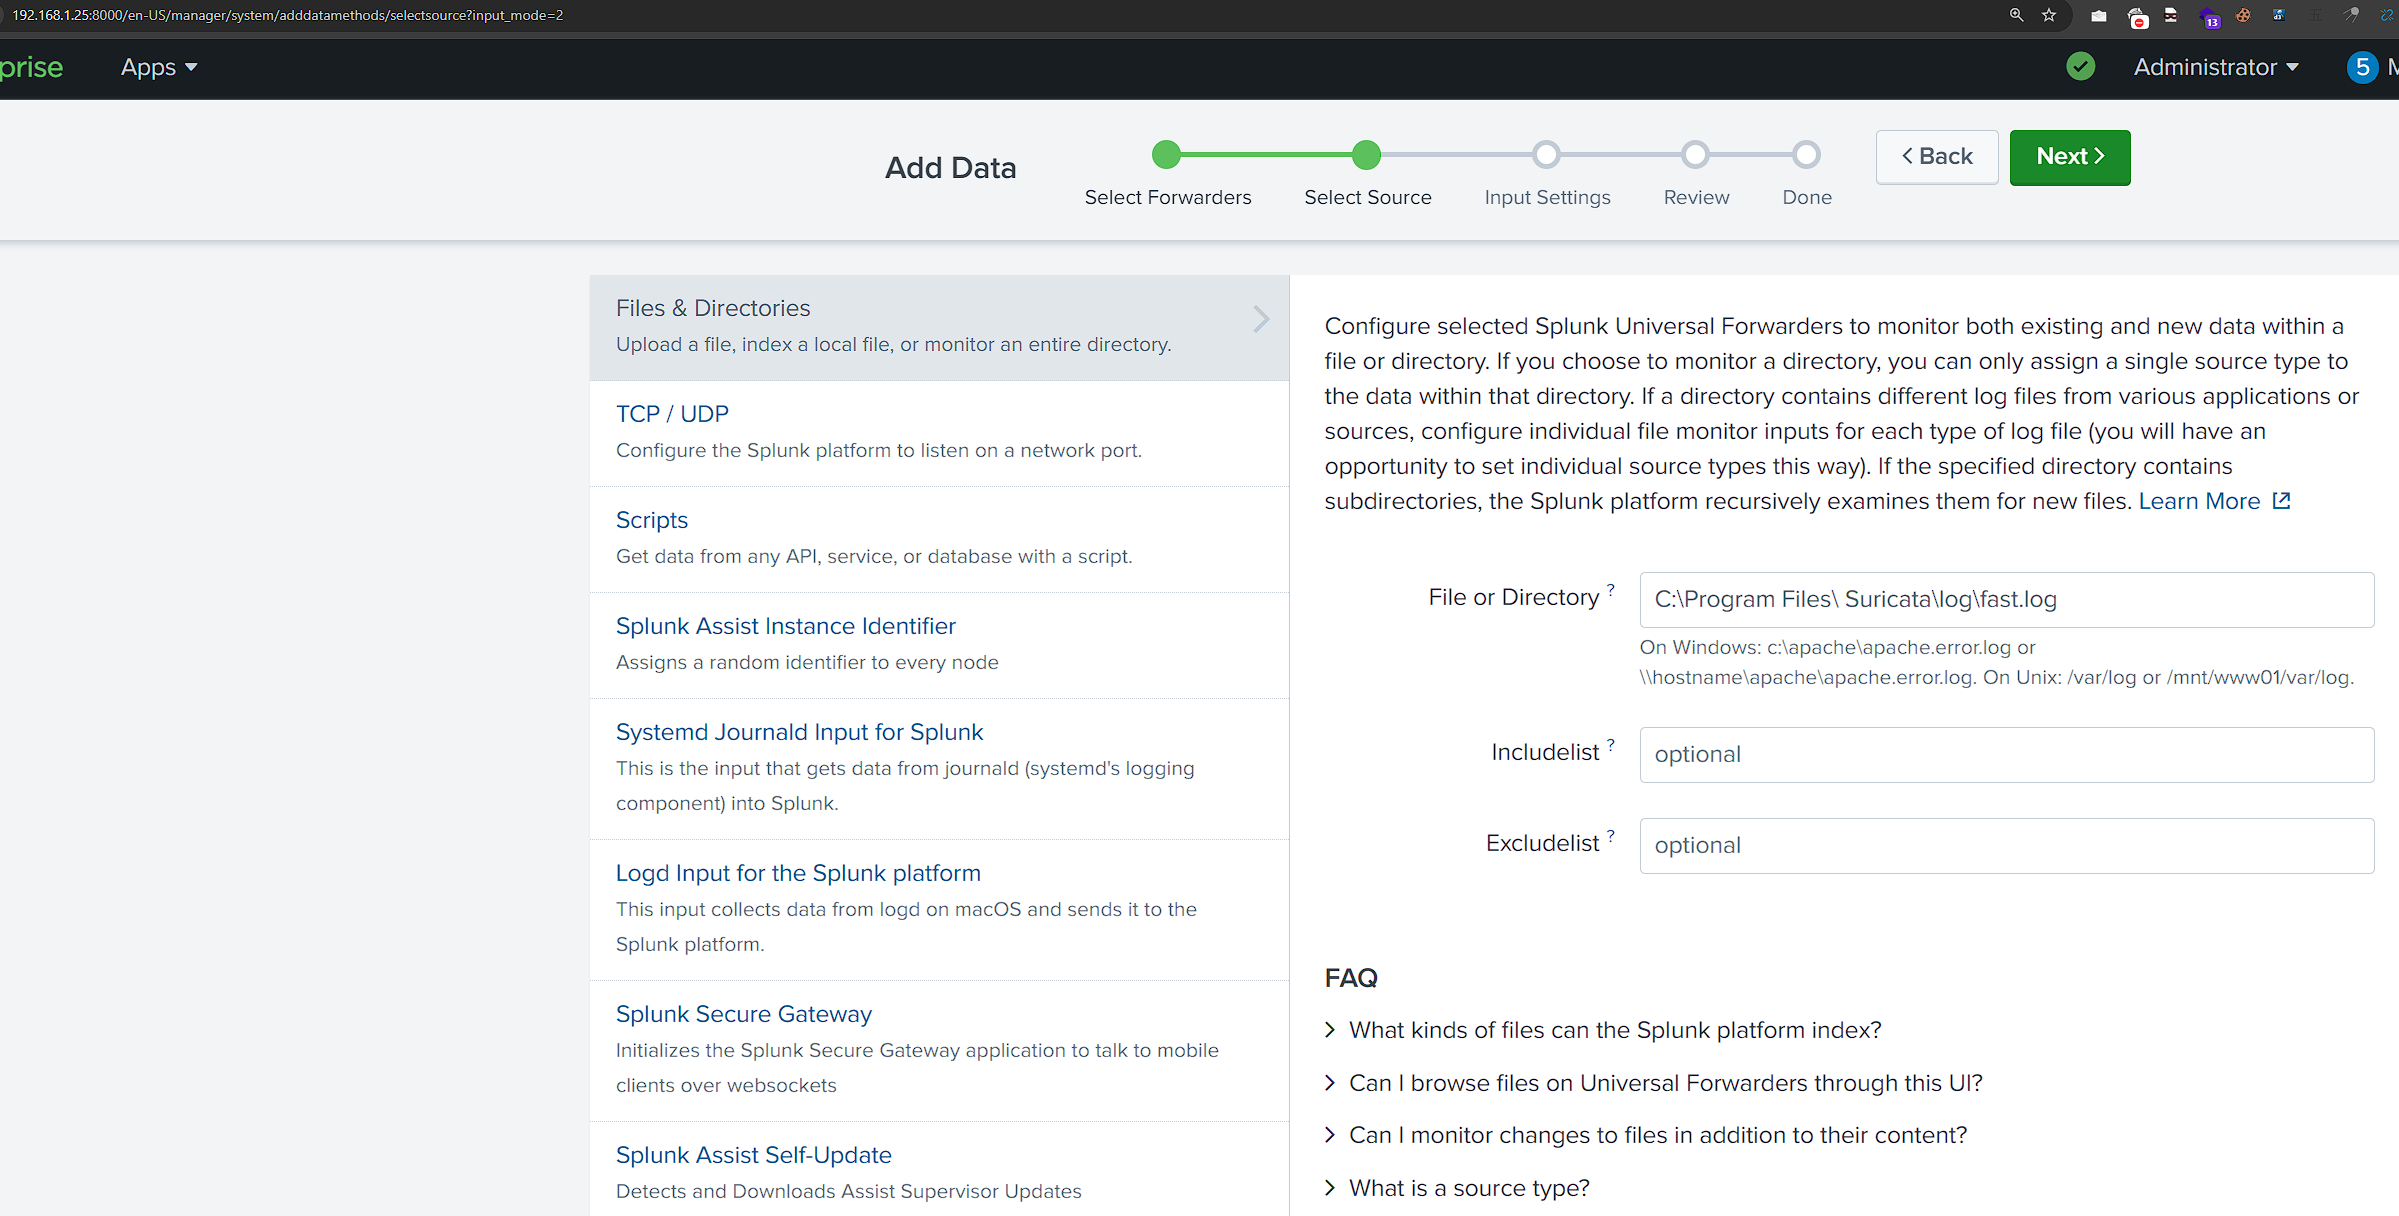 192.168.1.25:8000/en-US/manager/system/adddatamethods/selectsource?input_mode=2
13
prise
Apps
Administrator
5
Add Data
Select Forwarders
Select Source
Input Settings
Review
Done
Back
Next
Files & Directories
Upload a file, index a local file, or monitor an entire directory.
TCP / UDP
Configure the Splunk platform to listen on a network port.
Scripts
Get data from any API, service, or database with a script.
Splunk Assist Instance Identifier
Assigns a random identifier to every node
Systemd Journald Input for Splunk
This is the input that gets data from journald (systemd's logging
component) into Splunk.
Logd Input for the Splunk platform
This input collects data from logd on macOS and sends it to the
Splunk platform.
Splunk Secure Gateway
Initializes the Splunk Secure Gateway application to talk to mobile
clients over websockets
Splunk Assist Self-Update
Detects and Downloads Assist Supervisor Updates
Configure selected Splunk Universal Forwarders to monitor both existing and new data within a
file or directory. If you choose to monitor a directory, you can only assign a single source type to
the data within that directory. If a directory contains different log files from various applications or
sources, configure individual file monitor inputs for each type of log file (you will have an
opportunity to set individual source types this way). If the specified directory contains
subdirectories, the Splunk platform recursively examines them for new files. Learn More
File or Directory ?
C:\Program Files\ Suricata\log\fast.log
On Windows: c:\apache\apache.error.log or
\\hostname\apache\apache.error.log. On Unix: /var/log or /mnt/www01/var/log.
Includelist ?
optional
Excludelist ?
optional
FAQ
What kinds of files can the Splunk platform index?
Can I browse files on Universal Forwarders through this UI?
Can I monitor changes to files in addition to their content?
What is a source type?